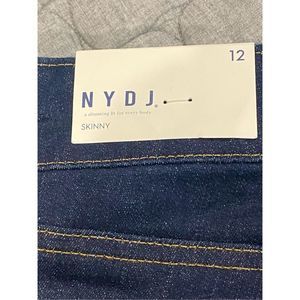 12
NYDJ®
a slimming fit for every body
SKINNY